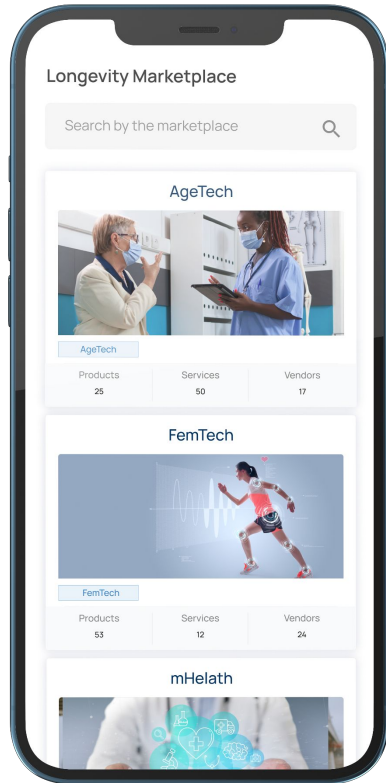 Longevity Marketplace
Search by the marketplace
AgeTech
AgeTech
Products Services Vendors
25 50 17
FemTech
FemTech
Products Services Vendors
53 12 24
mHelath